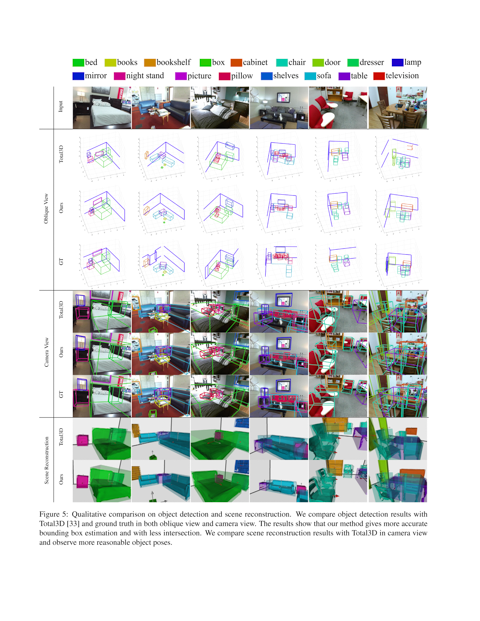 bed books bookshelf box cabinet chair door dresser lamp
mirror night stand picture pillow shelves sofa table television
Input
Oblique View
Total3D
Ours
GT
Camera View
Total3D
Ours
GT
Scene Reconstruction
Total3D
Ours
Figure 5: Qualitative comparison on object detection and scene reconstruction. We compare object detection results with
Total3D [33] and ground truth in both oblique view and camera view. The results show that our method gives more accurate
bounding box estimation and with less intersection. We compare scene reconstruction results with Total3D in camera view
and observe more reasonable object poses.